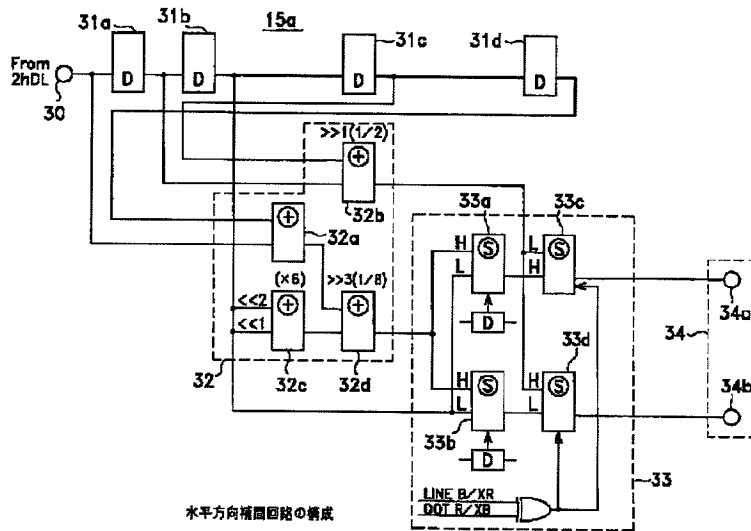 31a
31b
15a
31c
31d
From
2hDL
D
D
D
D
30
>>1(1/2)
+
32b
33a
33c
+
32a
H
L
S
L
H
S
34
34a
(×6)
>>3(1/8)
D
33d
<<2
<<1
+
+
H
L
S
H
L
S
34b
32
32c
32d
33b
D
33
LINE B/XR
DOT R/XB
水平方向補間回路の構成